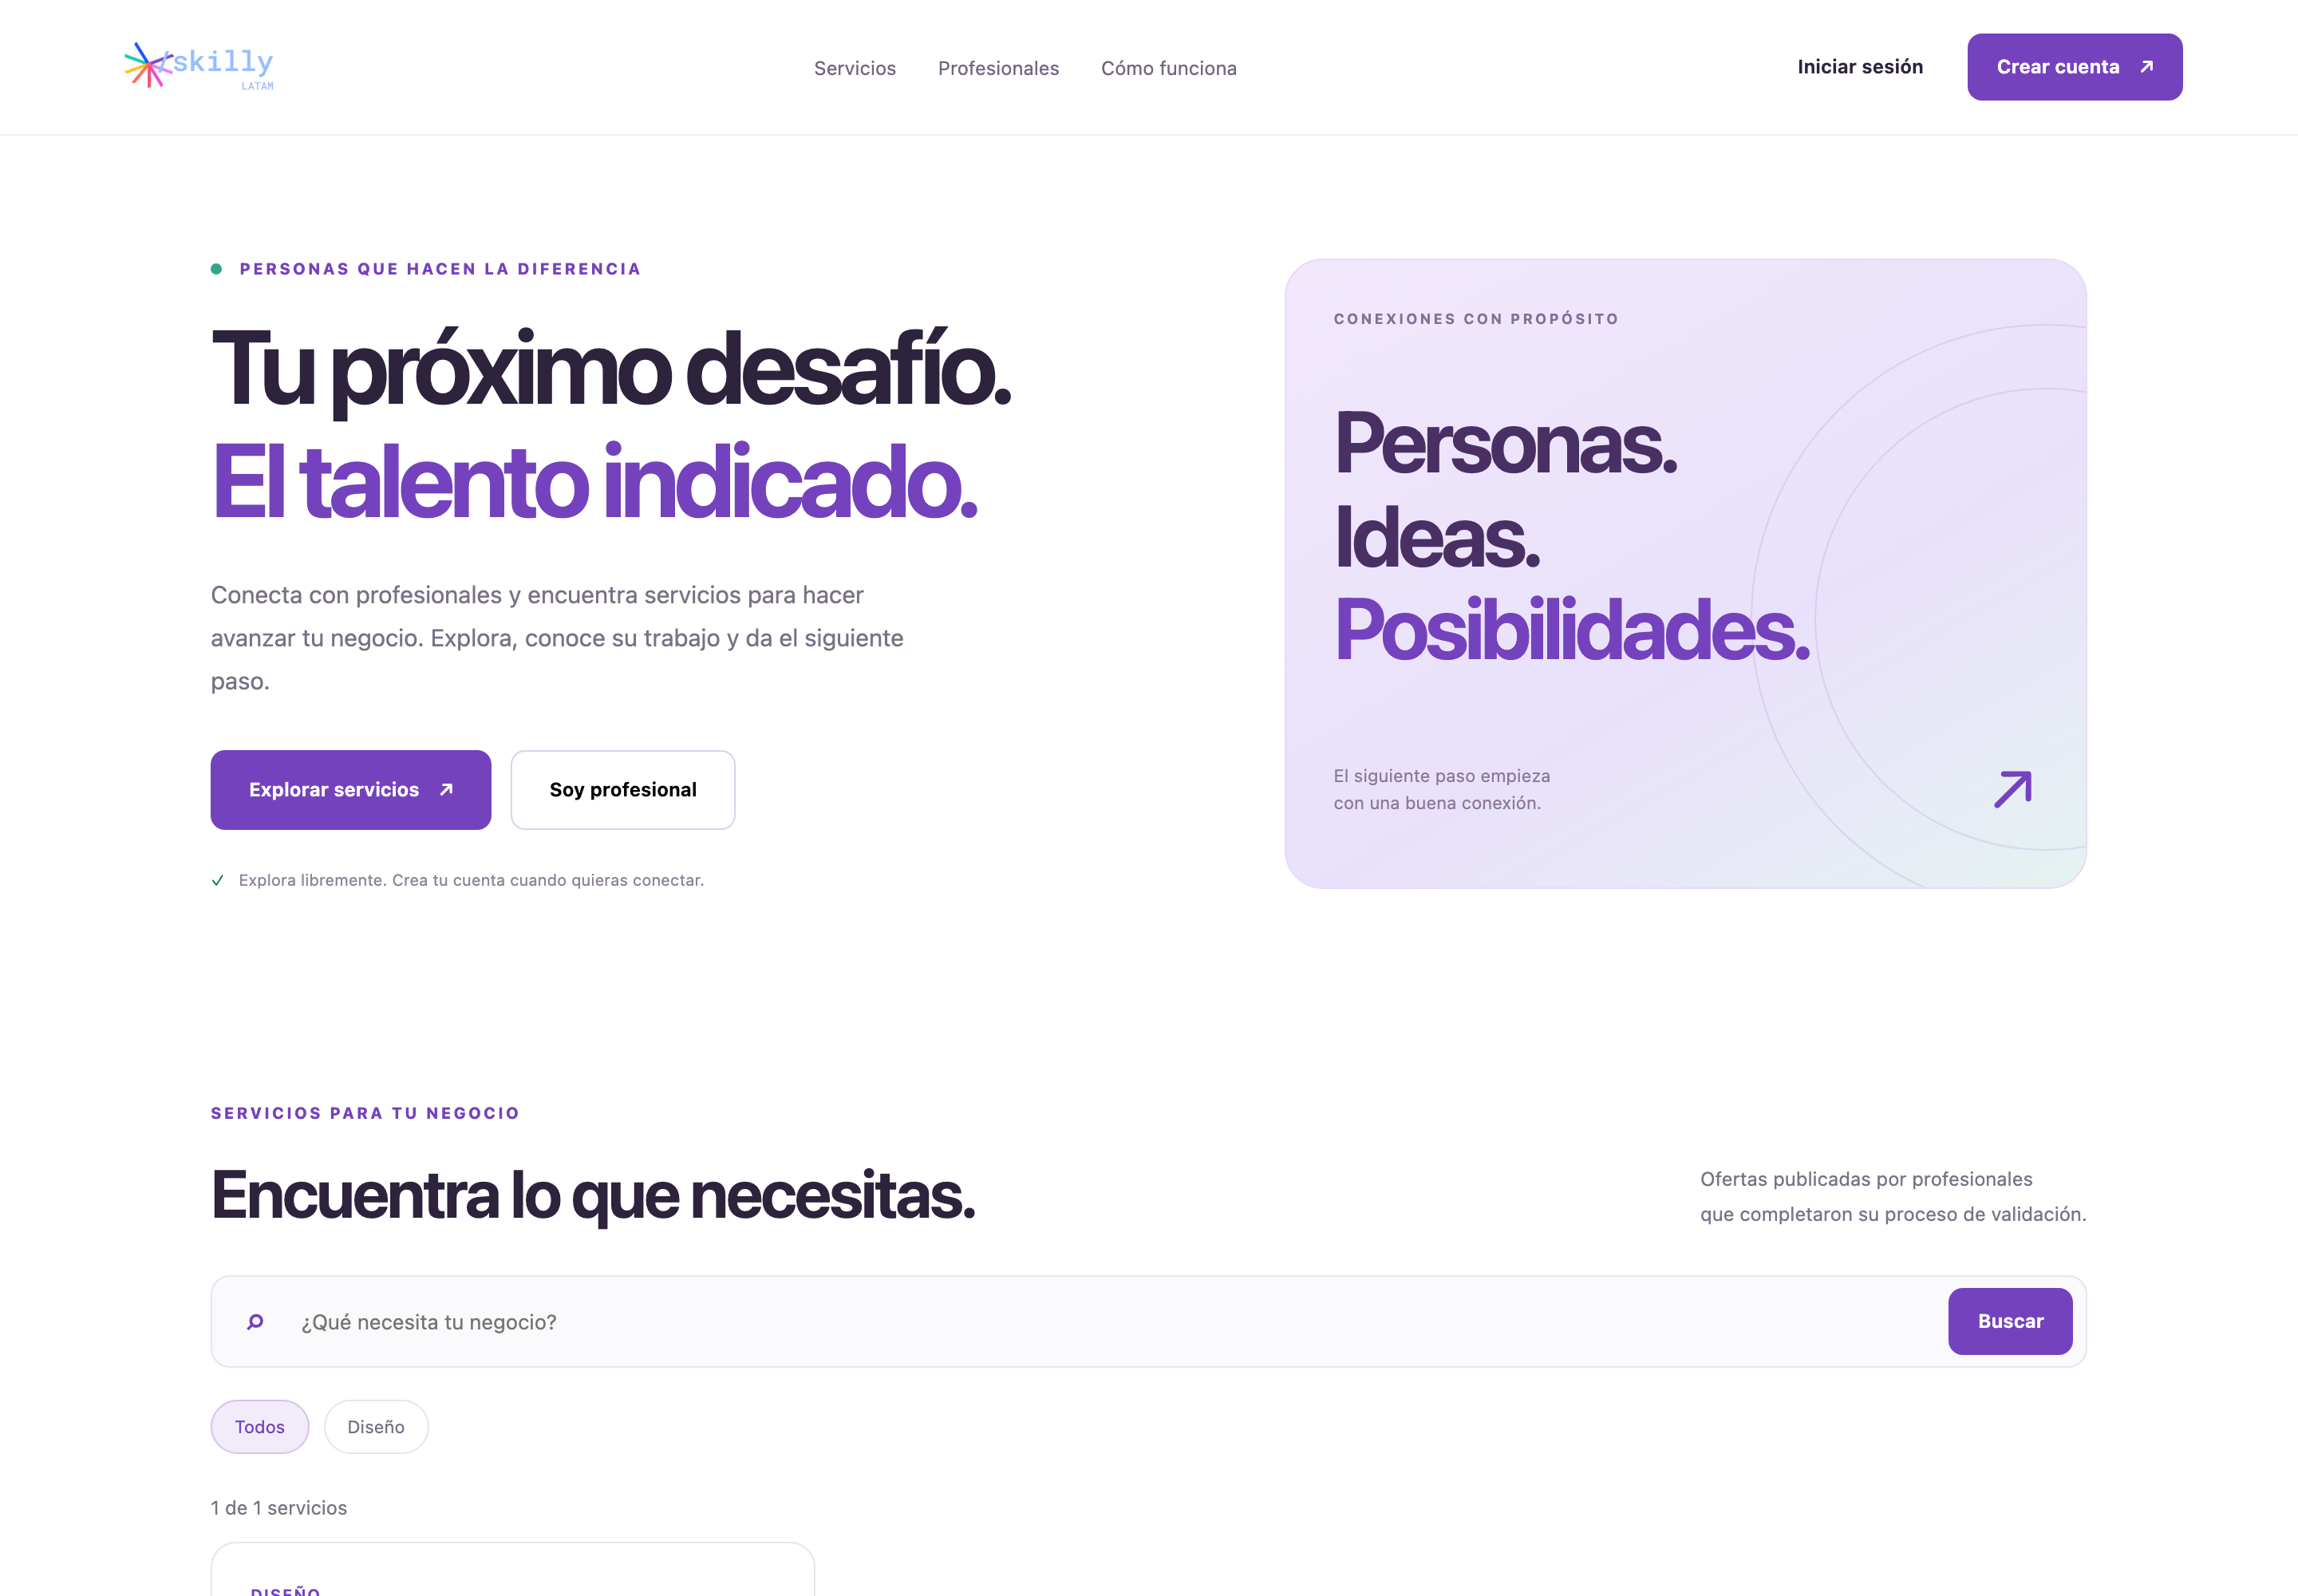 /skilly
LATAM
Servicios
Profesionales
Cómo funciona
Iniciar sesión
Crear cuenta
PERSONAS QUE HACEN LA DIFERENCIA
Tu próximo desafío.
El talento indicado.
Conecta con profesionales y encuentra servicios para hacer
avanzar tu negocio. Explora, conoce su trabajo y da el siguiente
paso.
Explorar servicios
Soy profesional
Explora libremente. Crea tu cuenta cuando quieras conectar.
CONEXIONES CON PROPÓSITO
Personas.
Ideas.
Posibilidades.
El siguiente paso empieza
con una buena conexión.
SERVICIOS PARA TU NEGOCIO
Encuentra lo que necesitas.
Ofertas publicadas por profesionales
que completaron su proceso de validación.
¿Qué necesita tu negocio?
Buscar
Todos
Diseño
1 de 1 servicios
DISEÑO